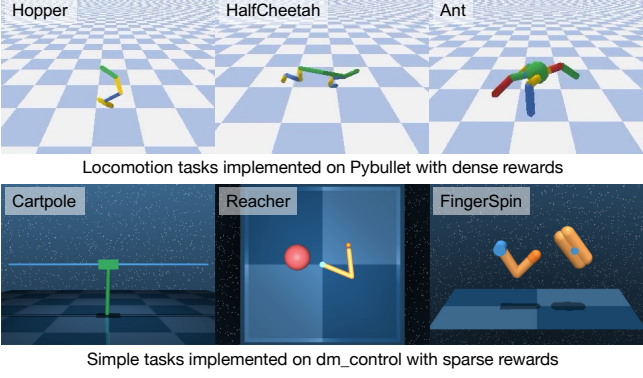 Hopper
HalfCheetah
Ant
Locomotion tasks implemented on Pybullet with dense rewards
Cartpole
Reacher
FingerSpin
Simple tasks implemented on dm_control with sparse rewards